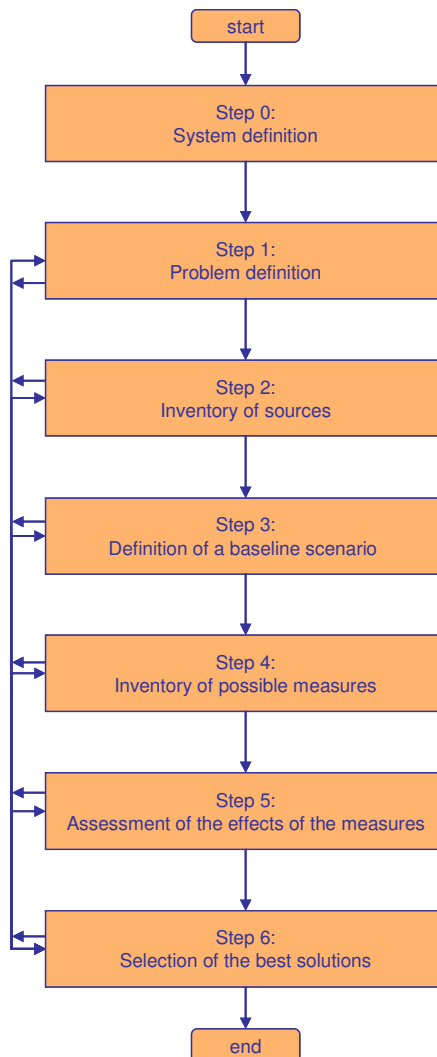 start
Step 0:
System definition
Step 1:
Problem definition
Step 2:
Inventory of sources
Step 3:
Definition of a baseline scenario
Step 4:
Inventory of possible measures
Step 5:
Assessment of the effects of the measures
Step 6:
Selection of the best solutions
end